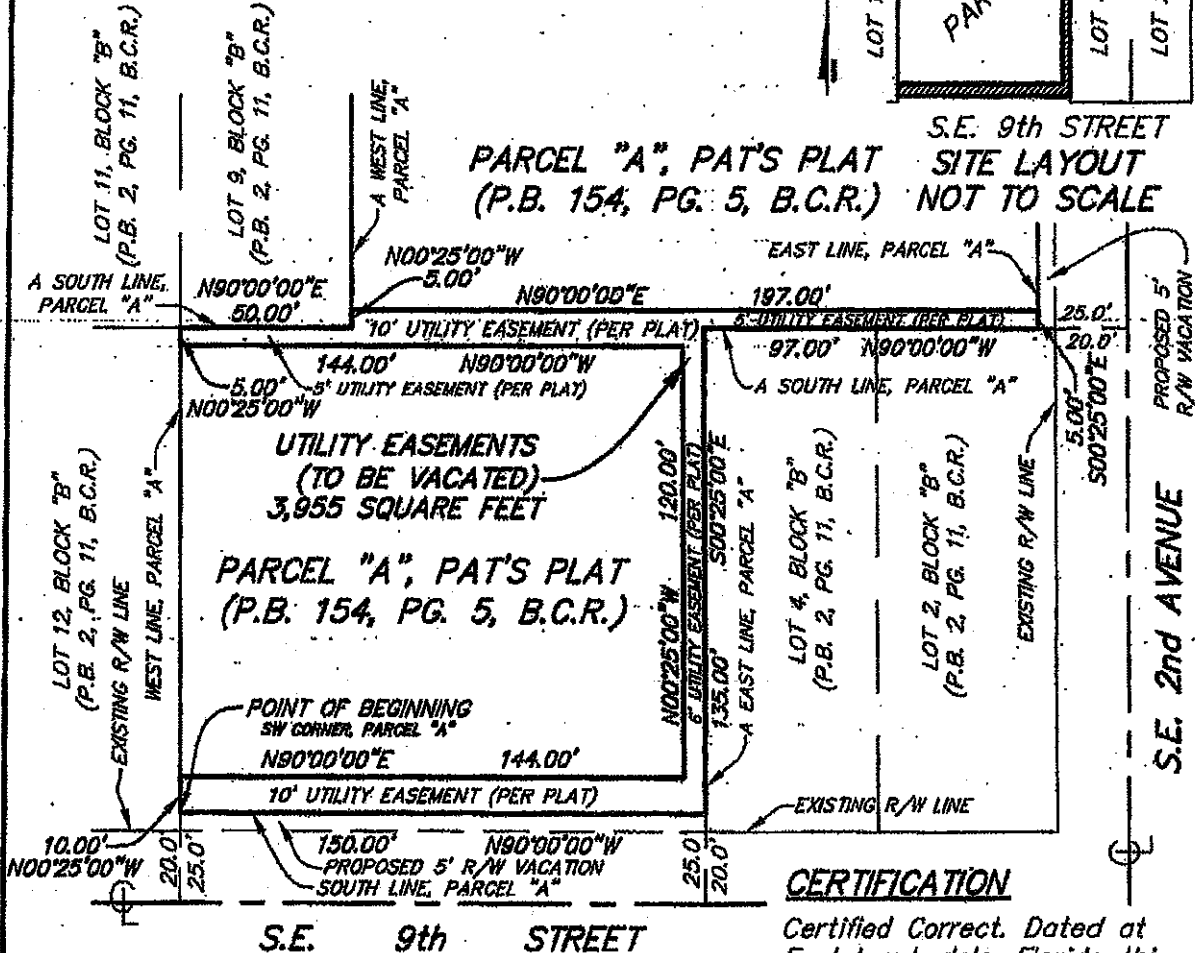 LOT 11, BLOCK "B"
(P.B. 2, PG. 11, B.C.R.)
LOT 9, BLOCK "B"
(P.B. 2, PG. 11, B.C.R.)
A WEST LINE,
PARCEL "A"
LOT
PAR
LOT
LOT
S.E. 9th STREET
SITE LAYOUT
NOT TO SCALE
PARCEL "A", PAT'S PLAT
(P.B. 154, PG. 5, B.C.R.)
A SOUTH LINE,
PARCEL "A"
N90°00'00"E
50.00'
N00°25'00"W
5.00'
N90°00'00"E
197.00'
EAST LINE, PARCEL "A"
PROPOSED 5'
R/W VACATION
10' UTILITY EASEMENT (PER PLAT)
5' UTILITY EASEMENT (PER PLAT)
25.0'
20.0'
144.00'
N90°00'00"W
97.00'
N90°00'00"W
5.00'
N00°25'00"W
5' UTILITY EASEMENT (PER PLAT)
A SOUTH LINE, PARCEL "A"
5.00'
S00°25'00"E
UTILITY EASEMENTS
(TO BE VACATED)
3,955 SQUARE FEET
PARCEL "A", PAT'S PLAT
(P.B. 154, PG. 5, B.C.R.)
LOT 12, BLOCK "B"
(P.B. 2, PG. 11, B.C.R.)
EXISTING R/W LINE
WEST LINE, PARCEL "A"
N00°25'00"W
120.00'
6' UTILITY EASEMENT (PER PLAT)
135.00'
S00°25'00"E
A EAST LINE, PARCEL "A"
LOT 4, BLOCK "B"
(P.B. 2, PG. 11, B.C.R.)
LOT 2, BLOCK "B"
(P.B. 2, PG. 11, B.C.R.)
EXISTING R/W LINE
S.E. 2nd AVENUE
POINT OF BEGINNING
SW CORNER, PARCEL "A"
N90°00'00"E
144.00'
10' UTILITY EASEMENT (PER PLAT)
EXISTING R/W LINE
10.00'
N00°25'00"W
20.0'
25.0'
150.00'
N90°00'00"W
PROPOSED 5' R/W VACATION
SOUTH LINE, PARCEL "A"
25.0'
20.0'
S.E. 9th STREET
CERTIFICATION
Certified Correct. Dated at